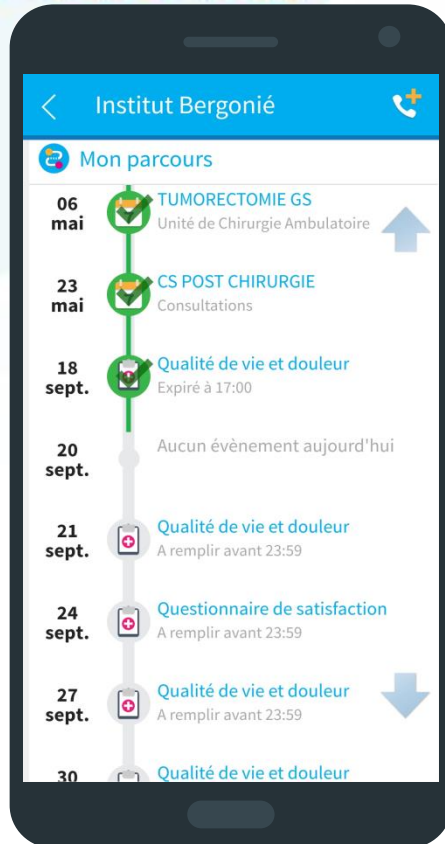 Institut Bergonié
Mon parcours
06
mai
TUMORECTOMIE GS
Unité de Chirurgie Ambulatoire
23
mai
CS POST CHIRURGIE
Consultations
18
sept.
Qualité de vie et douleur
Expiré à 17:00
20
sept.
Aucun évènement aujourd'hui
21
sept.
Qualité de vie et douleur
A remplir avant 23:59
24
sept.
Questionnaire de satisfaction
A remplir avant 23:59
27
sept.
Qualité de vie et douleur
A remplir avant 23:59
30
Qualité de vie et douleur